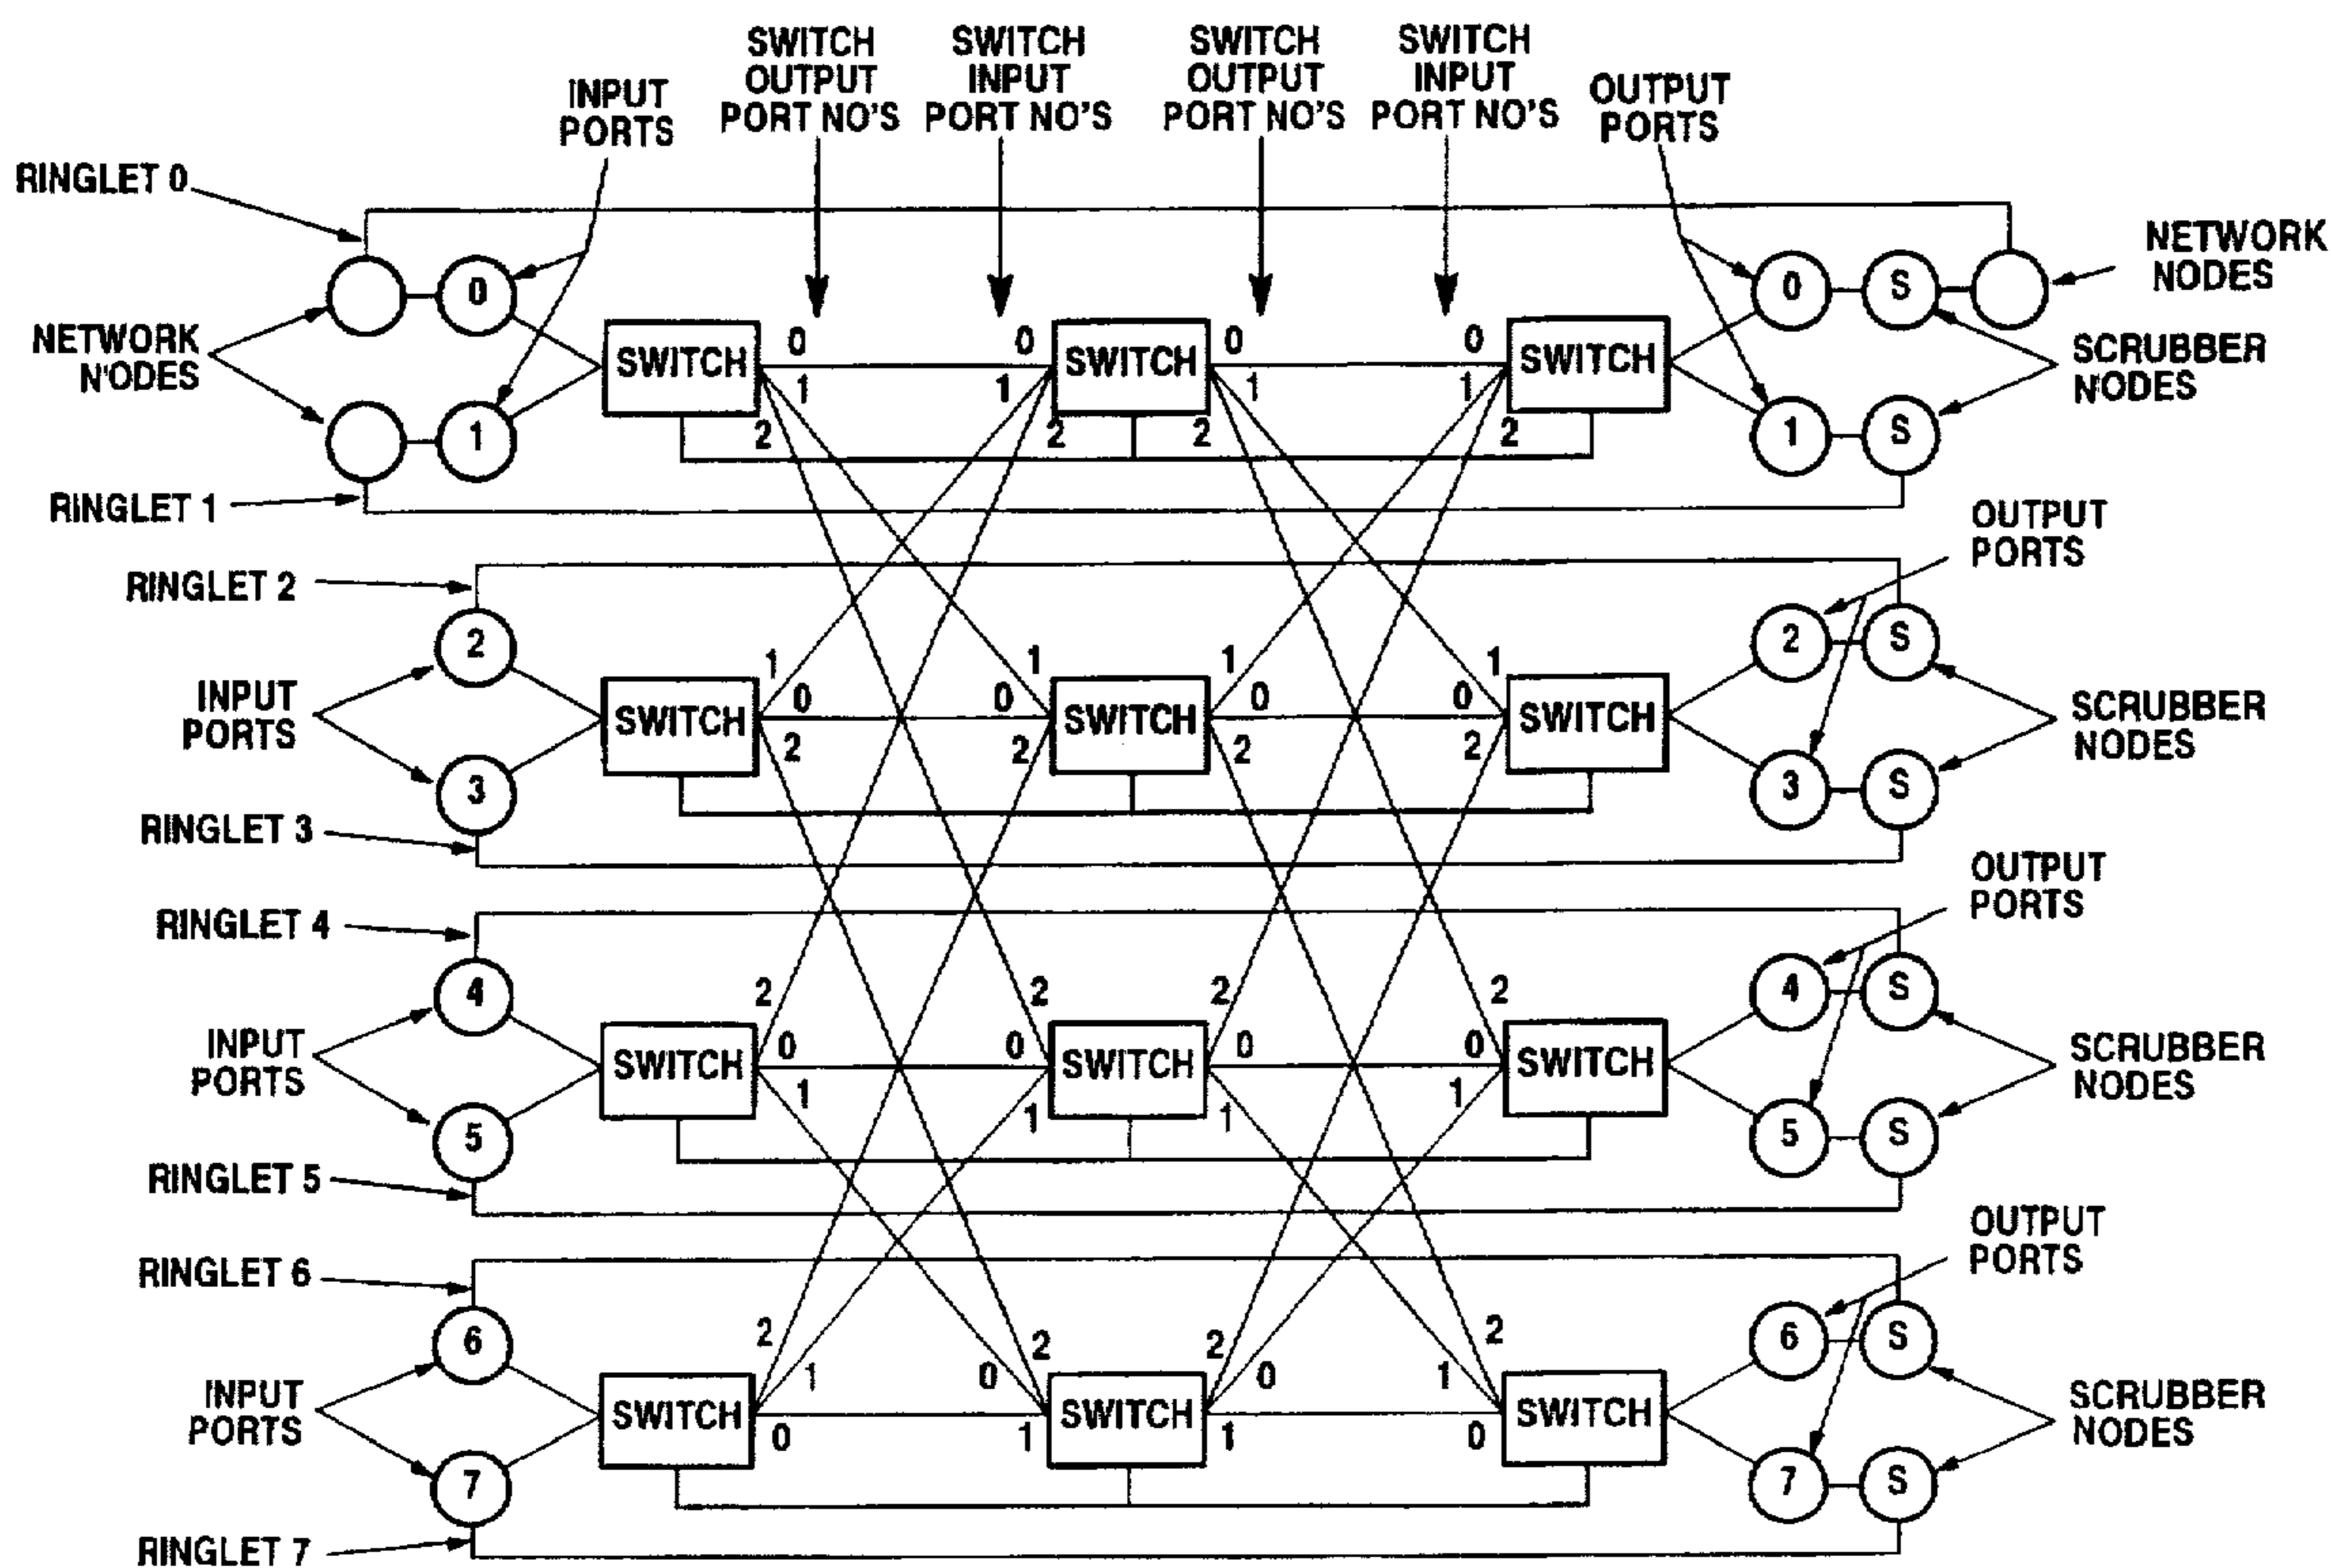 SWITCH
OUTPUT
PORT NO'S
SWITCH
INPUT
PORT NO'S
SWITCH
OUTPUT
PORT NO'S
SWITCH
INPUT
PORT NO'S
INPUT
PORTS
OUTPUT
PORTS
RINGLET 0
NETWORK
N'ODES
NETWORK
NODES
0
1
SWITCH
0
1
2
0
1
2
SWITCH
0
1
2
0
1
2
SWITCH
0
S
1
S
SCRUBBER
NODES
RINGLET 1
OUTPUT
PORTS
RINGLET 2
INPUT
PORTS
2
3
SWITCH
1
0
2
1
0
2
SWITCH
1
0
2
1
0
2
SWITCH
2
S
3
S
SCRUBBER
NODES
RINGLET 3
OUTPUT
PORTS
RINGLET 4
INPUT
PORTS
4
5
SWITCH
2
0
1
2
0
1
SWITCH
2
0
1
2
0
1
SWITCH
4
S
5
S
SCRUBBER
NODES
RINGLET 5
OUTPUT
PORTS
RINGLET 6
INPUT
PORTS
6
7
SWITCH
2
1
0
2
0
1
SWITCH
2
0
1
2
1
0
SWITCH
6
S
7
S
SCRUBBER
NODES
RINGLET 7